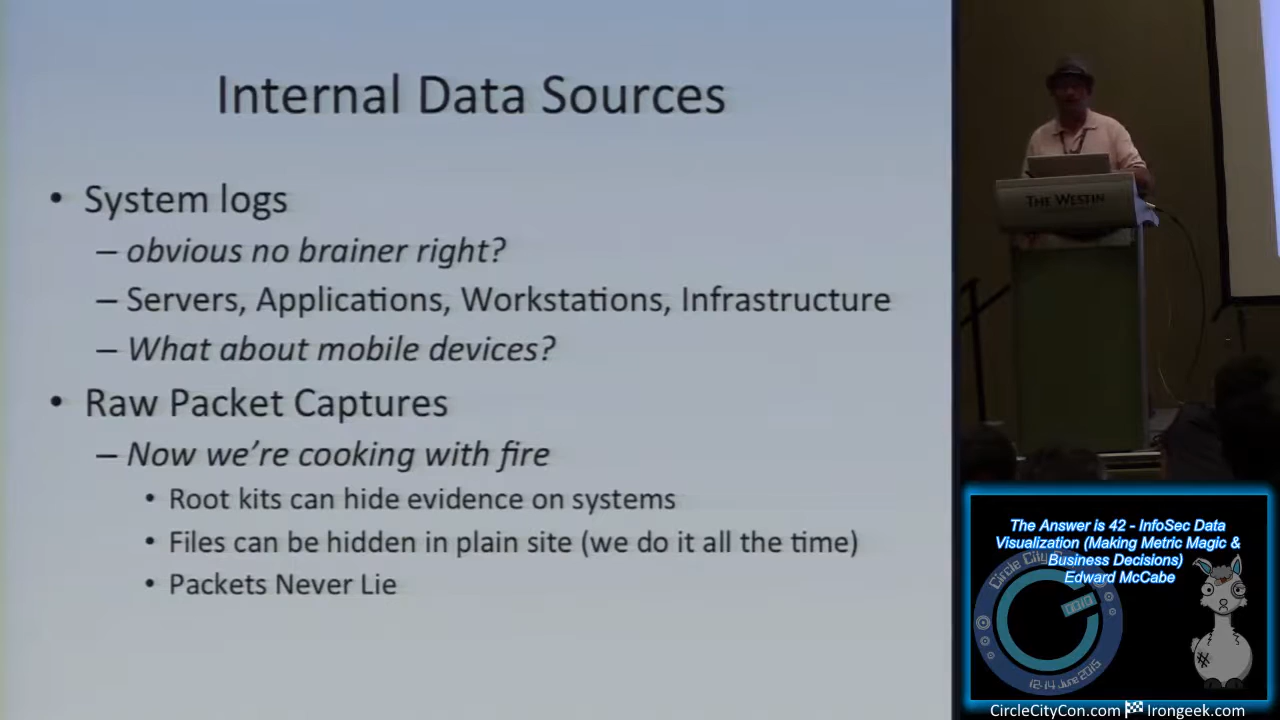 Internal Data Sources
• System logs
– obvious no brainer right?
– Servers, Applications, Workstations, Infrastructure
– What about mobile devices?
• Raw Packet Captures
– Now we're cooking with fire
• Root kits can hide evidence on systems
• Files can be hidden in plain site (we do it all the time)
• Packets Never Lie
THE WESTIN
The Answer is 42 - InfoSec Data
Visualization (Making Metric Magic &
Business Decisions)
Edward McCabe
Circle City
12-14 June 2015
CircleCityCon.com Irongeek.com